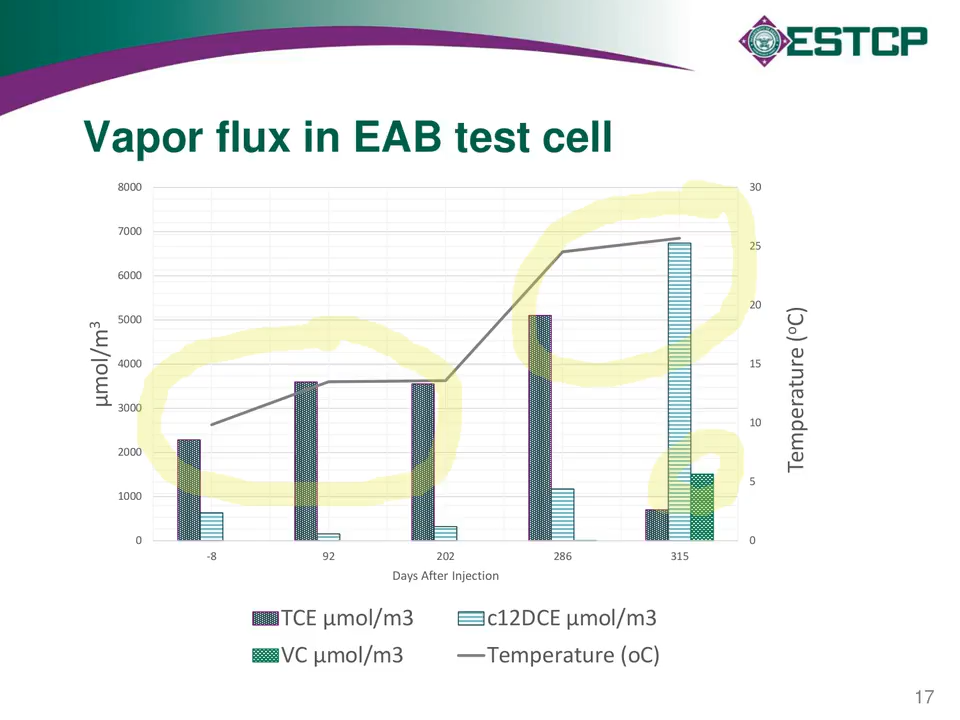 ESTCP
Vapor flux in EAB test cell
8000
7000
6000
5000
4000
3000
2000
1000
0
µmol/m³
30
25
20
15
10
5
0
Temperature (ºC)
-8 92 202 286 315
Days After Injection
TCE µmol/m3 c12DCE µmol/m3
VC µmol/m3 Temperature (oC)
17